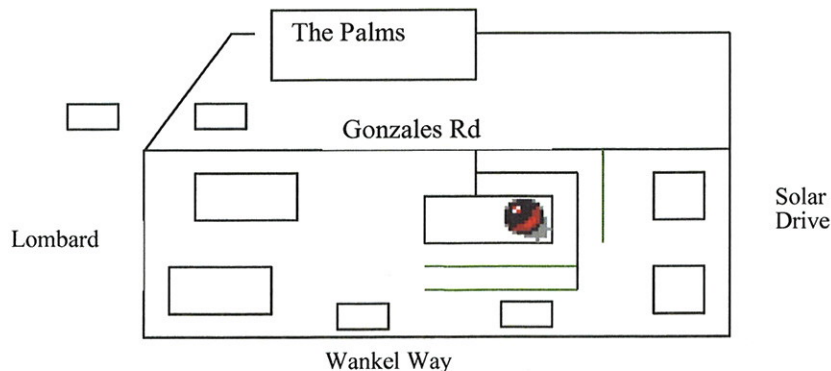 The Palms
Gonzales Rd
Solar
Drive
Lombard
Wankel Way